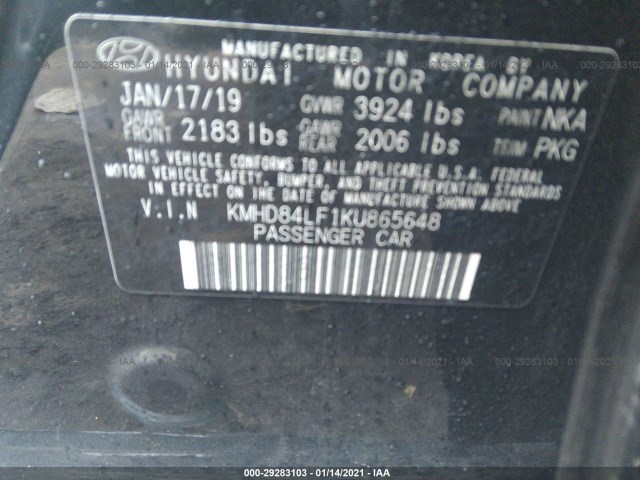 MANUFACTURED IN KOREA BY
HYUNDAI MOTOR COMPANY
JAN/17/19 GVWR 3924 lbs PAINT NKA
GAWR FRONT 2183 lbs GAWR REAR 2006 lbs TRIM PKG
THIS VEHICLE CONFORMS TO ALL APPLICABLE U.S.A. FEDERAL
MOTOR VEHICLE SAFETY, BUMPER, AND THEFT PREVENTION STANDARDS
IN EFFECT ON THE DATE OF MANUFACTURE SHOWN ABOVE.
V.I.N KMHD84LF1KU865648
PASSENGER CAR
000-29283103 - 01/14/2021 - IAA